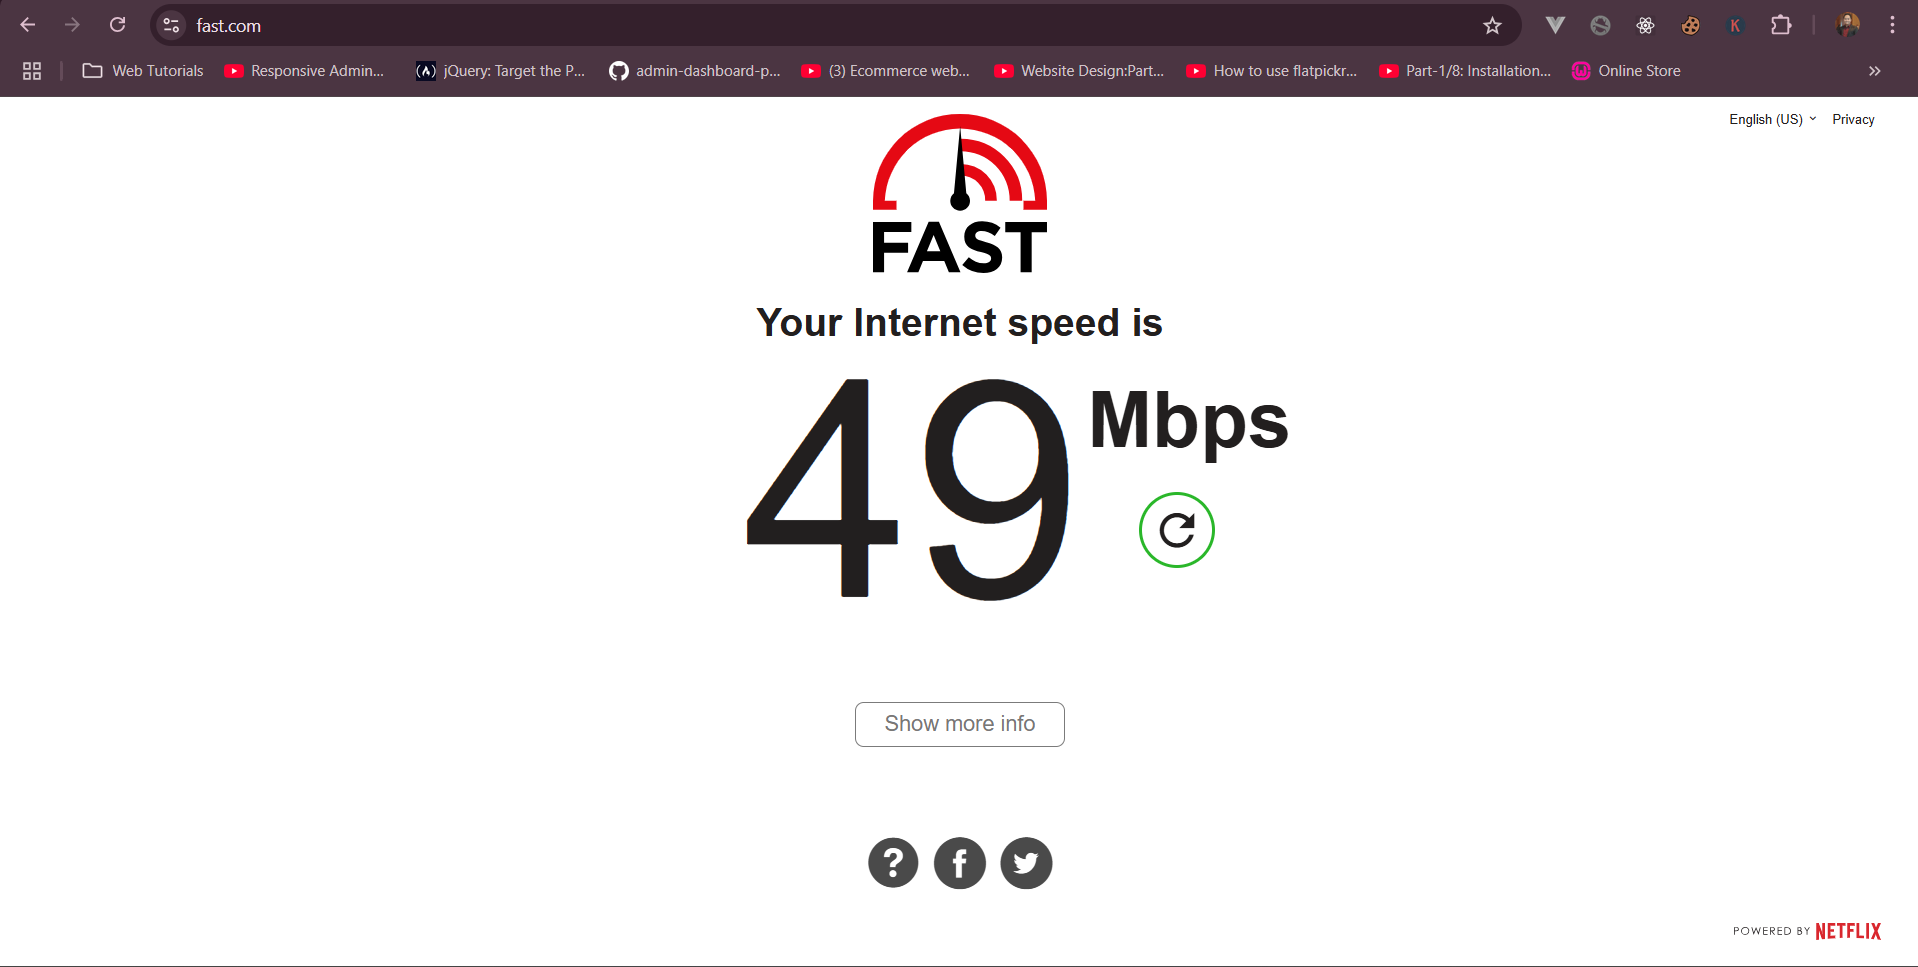 fast.com
Web Tutorials
Responsive Admin...
jQuery: Target the P...
admin-dashboard-p...
(3) Ecommerce web...
Website Design:Part...
How to use flatpickr...
Part-1/8: Installation...
Online Store
English (US)
Privacy
FAST
Your Internet speed is
49 Mbps
Show more info
POWERED BY NETFLIX